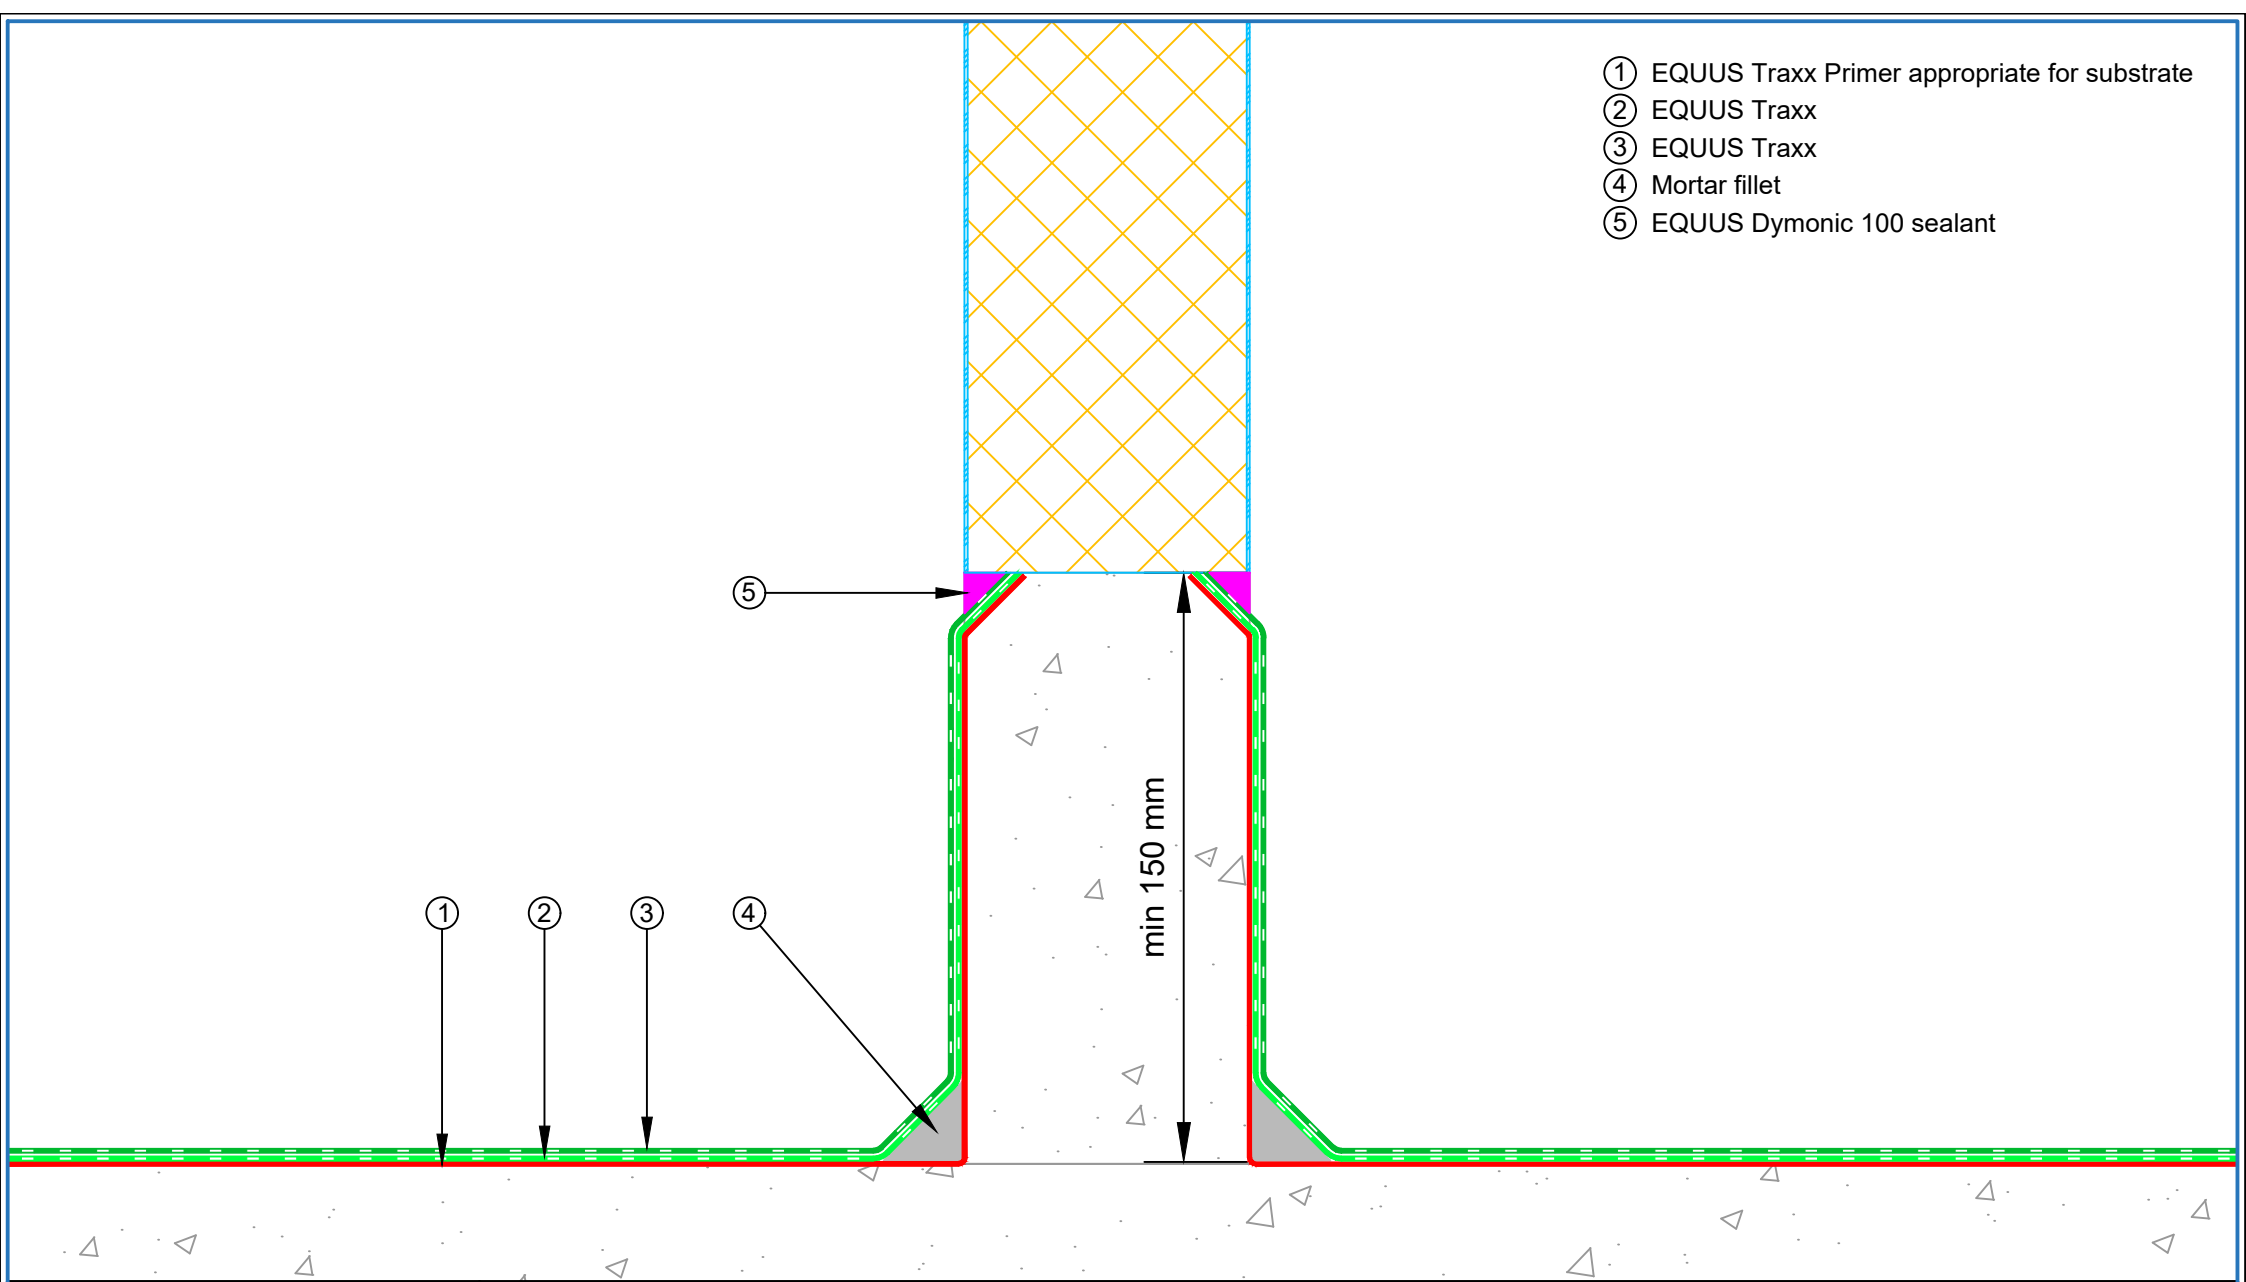 ① EQUUS Traxx Primer appropriate for substrate
② EQUUS Traxx
③ EQUUS Traxx
④ Mortar fillet
⑤ EQUUS Dymonic 100 sealant
⑤
min 150 mm
① ② ③ ④